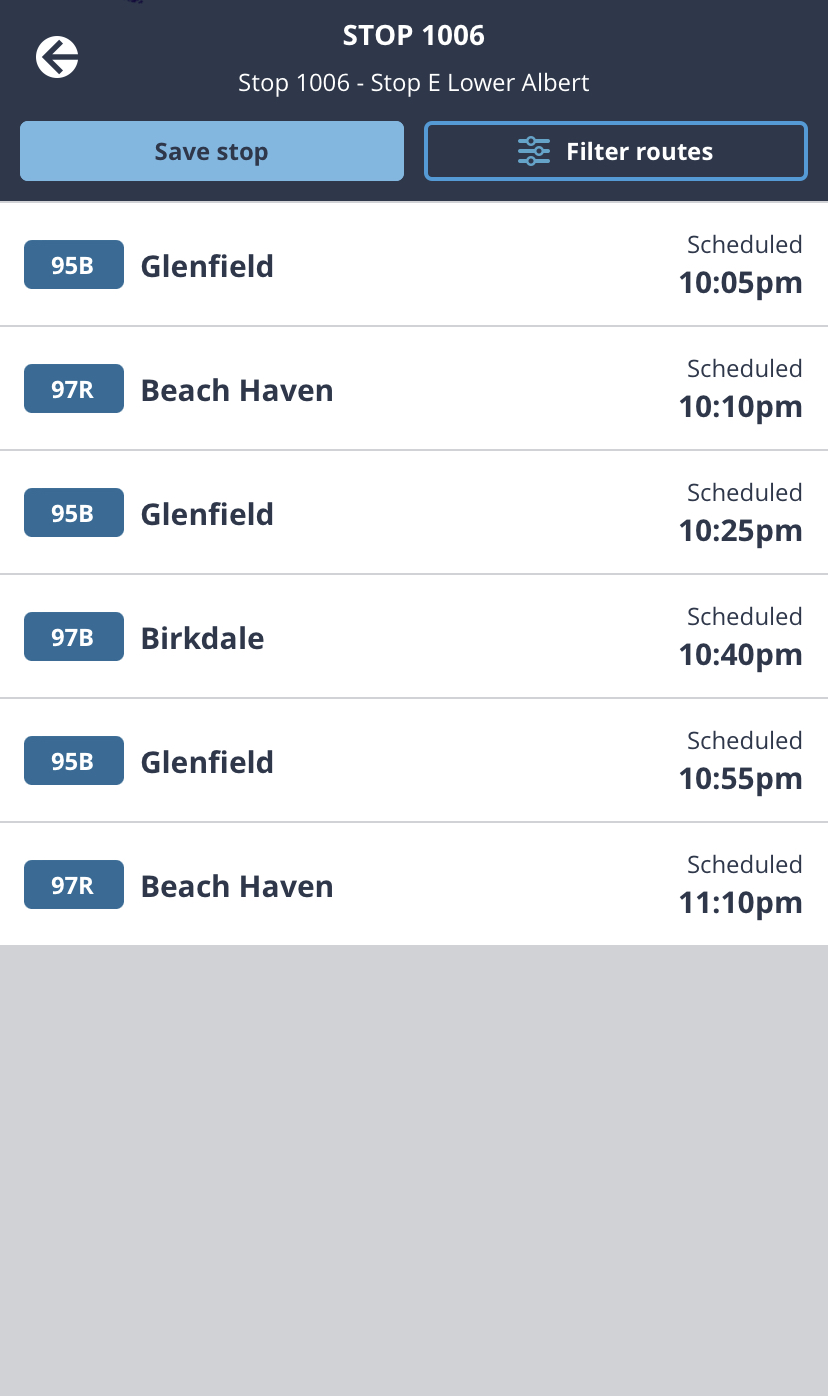 STOP 1006
Stop 1006 - Stop E Lower Albert
Save stop
Filter routes
95B Glenfield Scheduled 10:05pm
97R Beach Haven Scheduled 10:10pm
95B Glenfield Scheduled 10:25pm
97B Birkdale Scheduled 10:40pm
95B Glenfield Scheduled 10:55pm
97R Beach Haven Scheduled 11:10pm